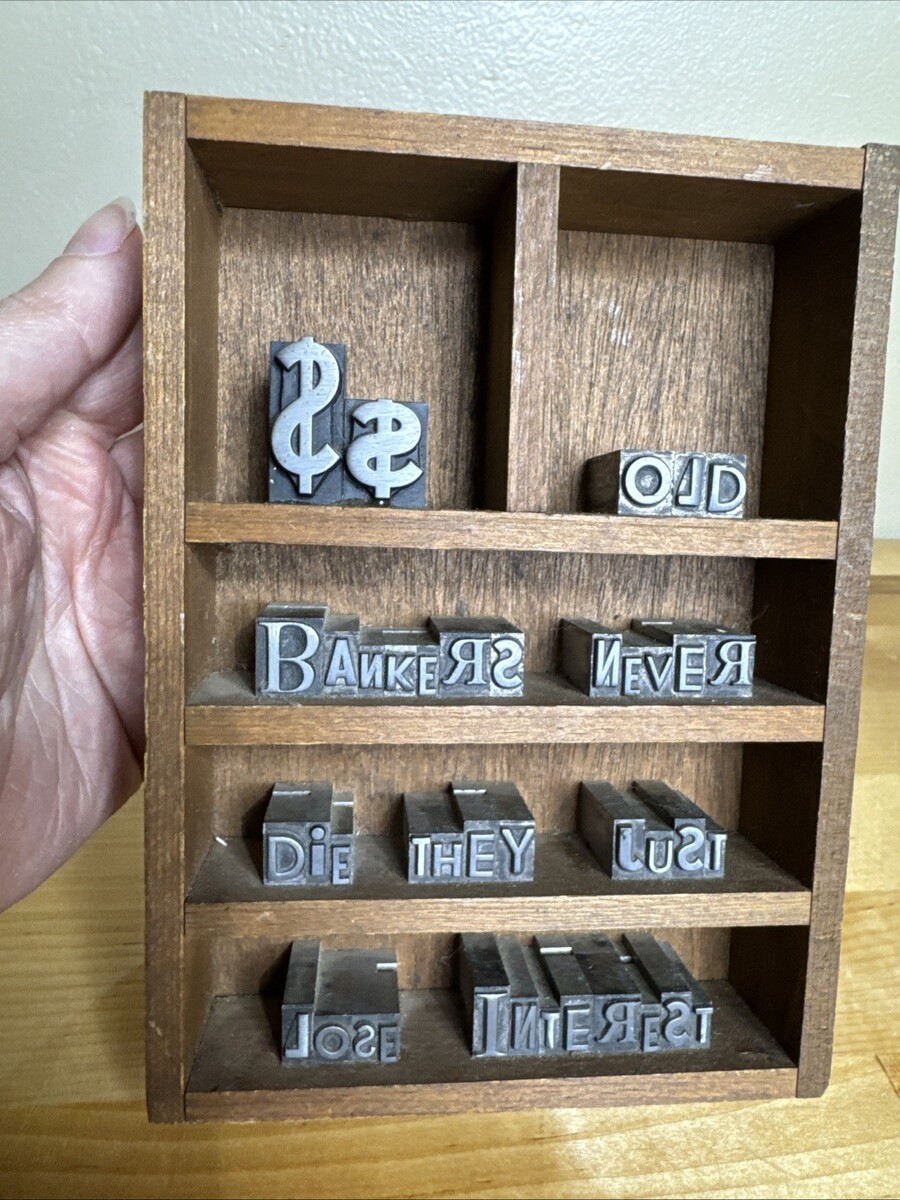 $$ OLD
BANKERS NEVER
DiE THEY JUST
LOSE INTEREST